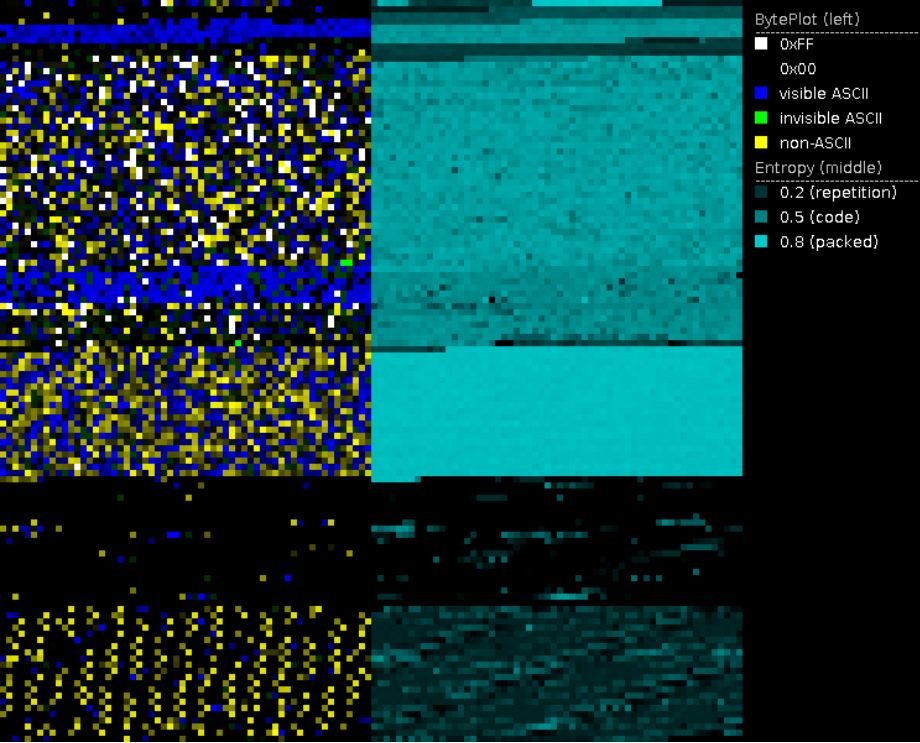 BytePlot (left)
0xFF
0x00
visible ASCII
invisible ASCII
non-ASCII
Entropy (middle)
0.2 (repetition)
0.5 (code)
0.8 (packed)